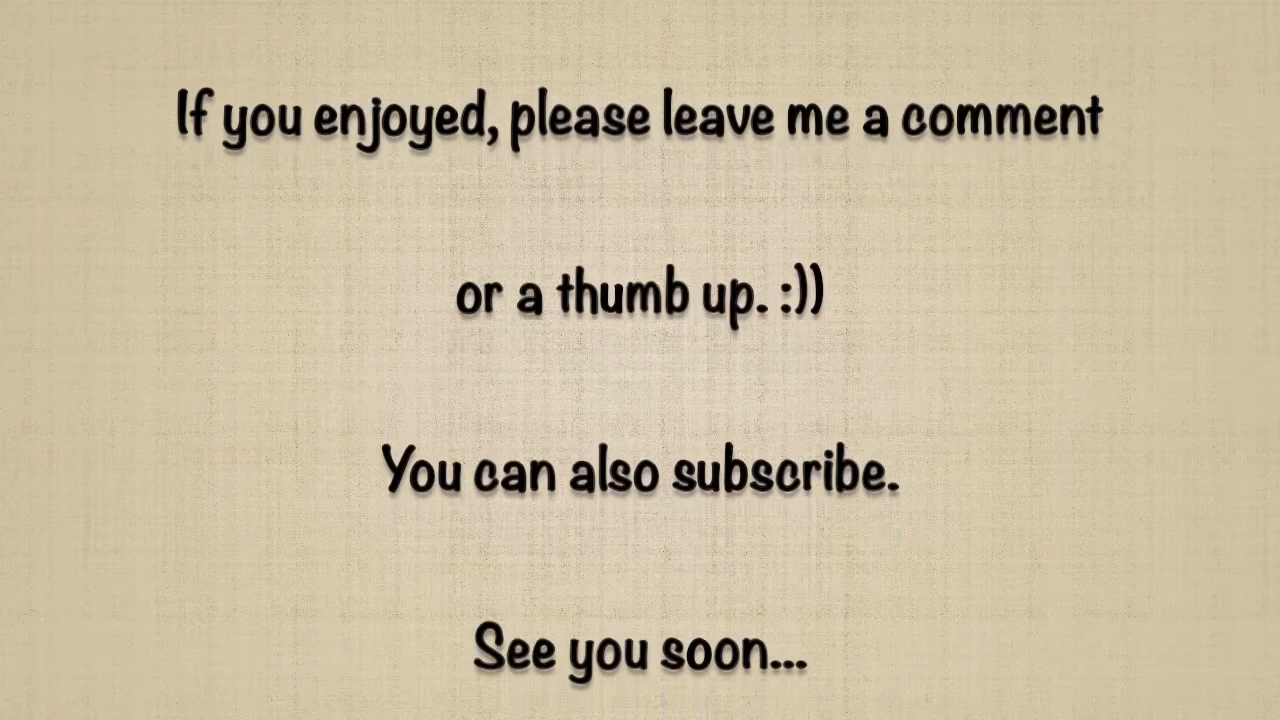 If you enjoyed, please leave me a comment
or a thumb up. :))
You can also subscribe.
See you soon...